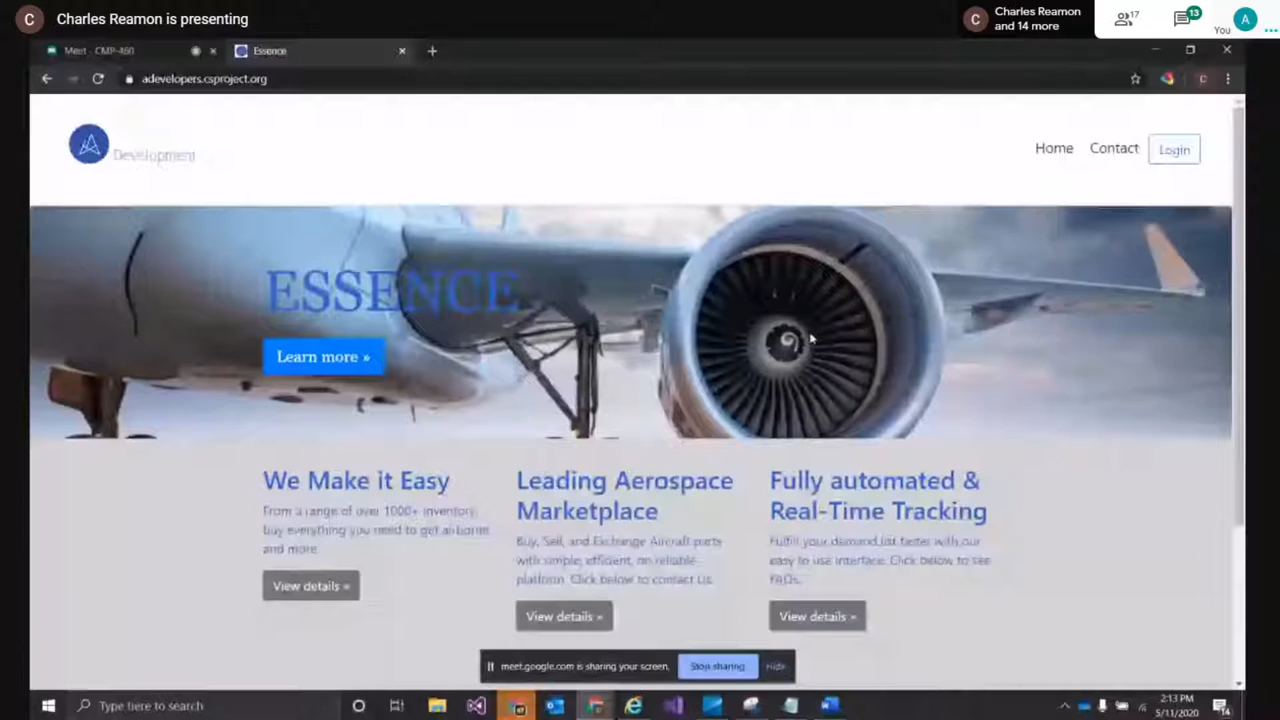 C Charles Reamon is presenting
C Charles Reamon
and 14 more
17
13
You
A
Meet - CMP-460
Essence
adevelopers.csproject.org
C
Development
Home Contact Login
ESSENCE
Learn more »
We Make it Easy
From a range of over 1000+ inventory,
buy everything you need to get airborne
and more.
View details »
Leading Aerospace
Marketplace
Buy, Sell, and Exchange Aircraft parts
with simple, efficient, on reliable
platform. Click below to contact Us.
View details »
Fully automated &
Real-Time Tracking
Fulfill your demand list faster with our
easy to use interface. Click below to see
FAQs.
View details »
meet.google.com is sharing your screen. Stop sharing Hide
Type here to search
2:13 PM
5/11/2020
14